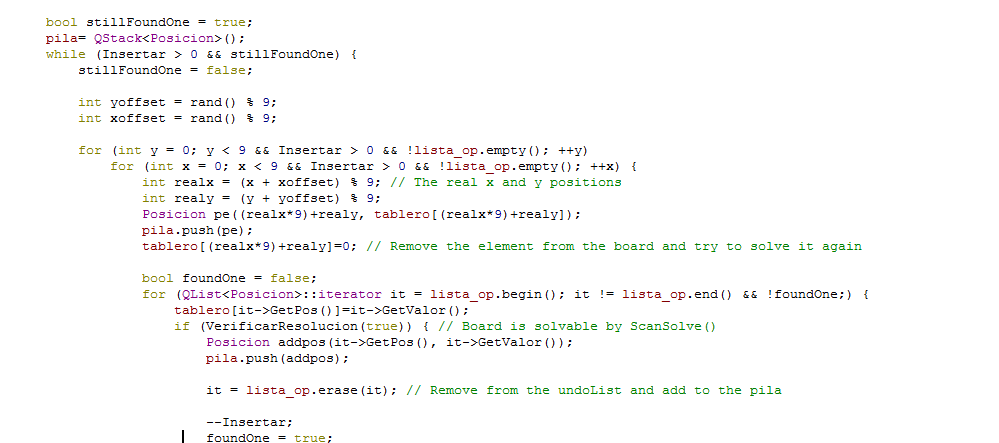 bool stillFoundOne = true;
pila= QStack<Posicion>();
while (Insertar > 0 && stillFoundOne) {
stillFoundOne = false;
int yoffset = rand() % 9;
int xoffset = rand() % 9;
for (int y = 0; y < 9 && Insertar > 0 && !lista_op.empty(); ++y)
for (int x = 0; x < 9 && Insertar > 0 && !lista_op.empty(); ++x) {
int realx = (x + xoffset) % 9; // The real x and y positions
int realy = (y + yoffset) % 9;
Posicion pe((realx*9)+realy, tablero[(realx*9)+realy]);
pila.push(pe);
tablero[(realx*9)+realy]=0; // Remove the element from the board and try to solve it again
bool foundOne = false;
for (QList<Posicion>::iterator it = lista_op.begin(); it != lista_op.end() && !foundOne;) {
tablero[it->GetPos()]=it->GetValor();
if (VerificarResolucion(true)) { // Board is solvable by ScanSolve()
Posicion addpos(it->GetPos(), it->GetValor());
pila.push(addpos);
it = lista_op.erase(it); // Remove from the undoList and add to the pila
--Insertar;
foundOne = true;